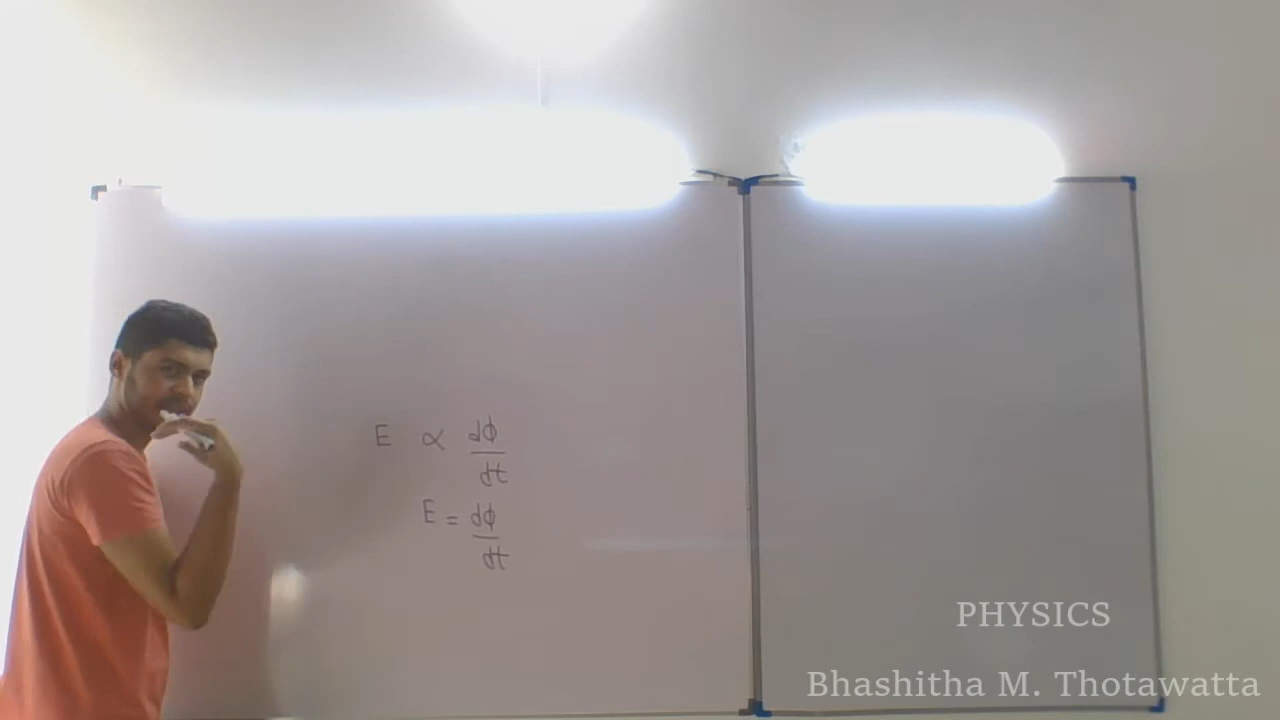 E ∝ dϕ/dt
E = dϕ/dt
PHYSICS
Bhashitha M. Thotawatta